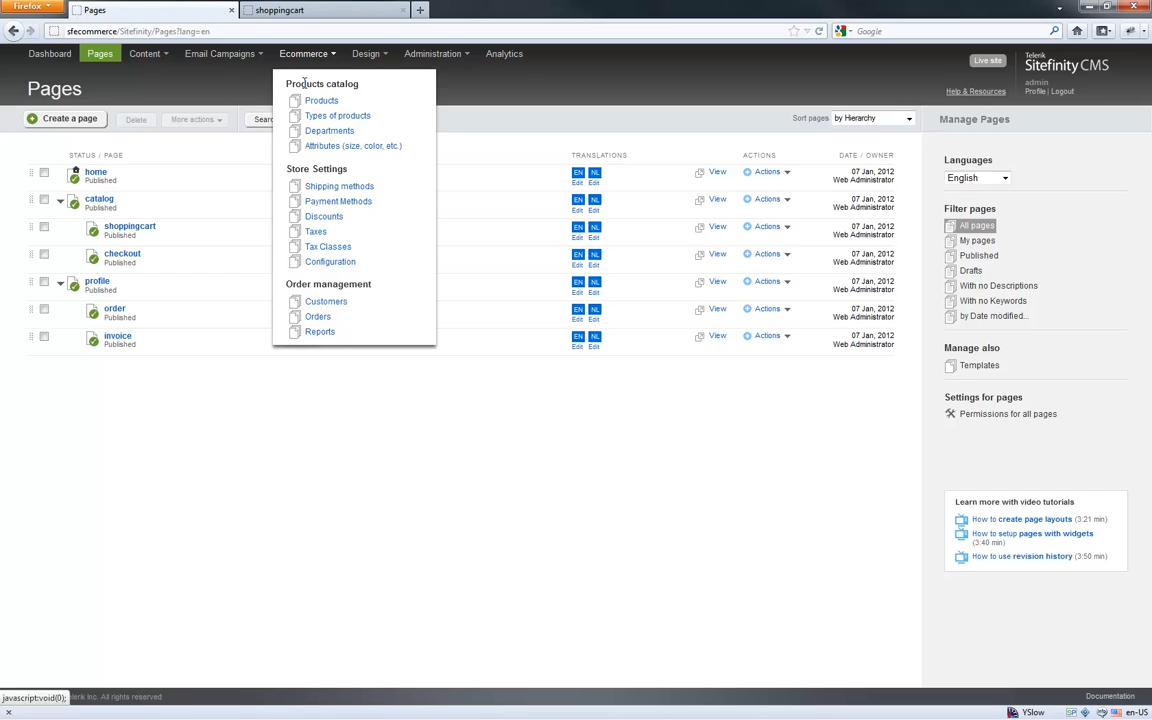 Firefox
Pages
shoppingcart
sfecommerce/Sitefinity/Pages?lang=en
Google
Dashboard
Pages
Content
Email Campaigns
Ecommerce
Design
Administration
Analytics
Live site
Telerik
Sitefinity CMS
admin
Help & Resources
Profile | Logout
Pages
Create a page
Delete
More actions
Sear
Sort pages
by Hierarchy
Manage Pages
Products catalog
Products
Types of products
Departments
Attributes (size, color, etc.)
Store Settings
Shipping methods
Payment Methods
Discounts
Taxes
Tax Classes
Configuration
Order management
Customers
Orders
Reports
STATUS / PAGE
TRANSLATIONS
ACTIONS
DATE / OWNER
home
Published
EN NL
Edit Edit
View
Actions
07 Jan, 2012
Web Administrator
catalog
Published
EN NL
Edit Edit
View
Actions
07 Jan, 2012
Web Administrator
shoppingcart
Published
EN NL
Edit Edit
View
Actions
07 Jan, 2012
Web Administrator
checkout
Published
EN NL
Edit Edit
View
Actions
07 Jan, 2012
Web Administrator
profile
Published
EN NL
Edit Edit
View
Actions
07 Jan, 2012
Web Administrator
order
Published
EN NL
Edit Edit
View
Actions
07 Jan, 2012
Web Administrator
invoice
Published
EN NL
Edit Edit
View
Actions
07 Jan, 2012
Web Administrator
Languages
English
Filter pages
All pages
My pages
Published
Drafts
With no Descriptions
With no Keywords
by Date modified...
Manage also
Templates
Settings for pages
Permissions for all pages
Learn more with video tutorials
How to create page layouts (3:21 min)
How to setup pages with widgets
(3:40 min)
How to use revision history (3:50 min)
javascript:void(0);
lerik Inc. All rights reserved
Documentation
YSlow
SP
en-US